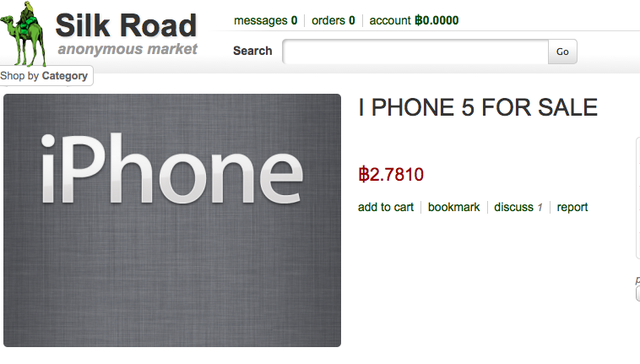 Silk Road
anonymous market
messages 0 | orders 0 | account ฿0.0000
Search
Go
Shop by Category
iPhone
I PHONE 5 FOR SALE
฿2.7810
add to cart | bookmark | discuss 1 | report